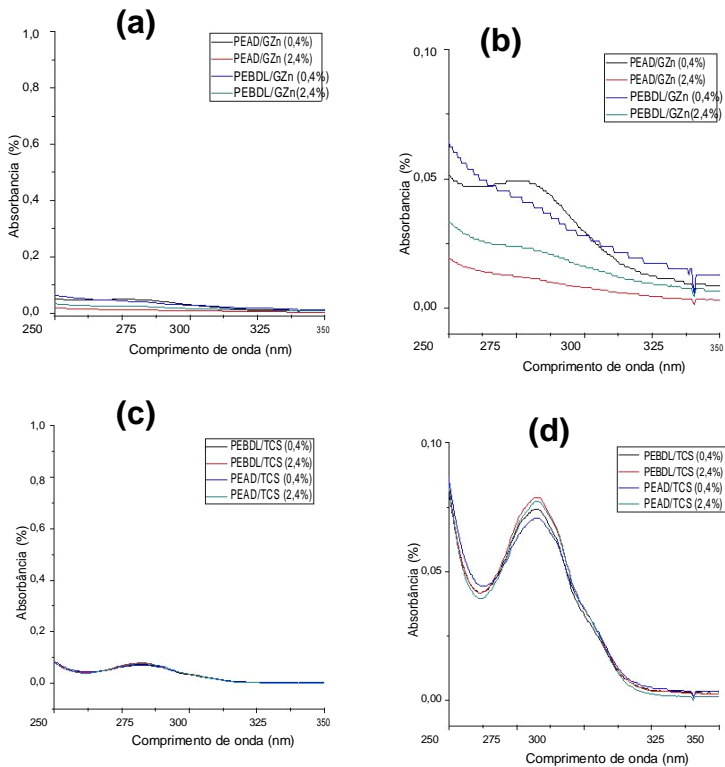 (a)
1,0
0,8
0,6
0,4
0,2
0,0
Absorbancia (%)
PEAD/GZn (0,4%)
PEAD/GZn (2,4%)
PEBDL/GZn (0,4%)
PEBDL/GZn(2,4%)
250 275 300 325 350
Comprimento de onda (nm)
(b)
0,10
0,05
0,00
Absorbancia (%)
PEAD/GZn (0,4%)
PEAD/GZn (2,4%)
PEBDL/GZn (0,4%)
PEBDL/GZn(2,4%)
250 275 300 325 350
Comprimento de onda (nm)
(c)
1,0
0,8
0,6
0,4
0,2
0,0
Absorbância (%)
PEBDL/TCS (0,4%)
PEBDL/TCS (2,4%)
PEAD/TCS (0,4%)
PEAD/TCS (2,4%)
250 275 300 325 350
Comprimento de onda (nm)
(d)
0,10
0,05
0,00
Absorbância (%)
PEBDL/TCS (0,4%)
PEBDL/TCS (2,4%)
PEAD/TCS (0,4%)
PEAD/TCS (2,4%)
250 275 300 325 350
Comprimento de onda (nm)